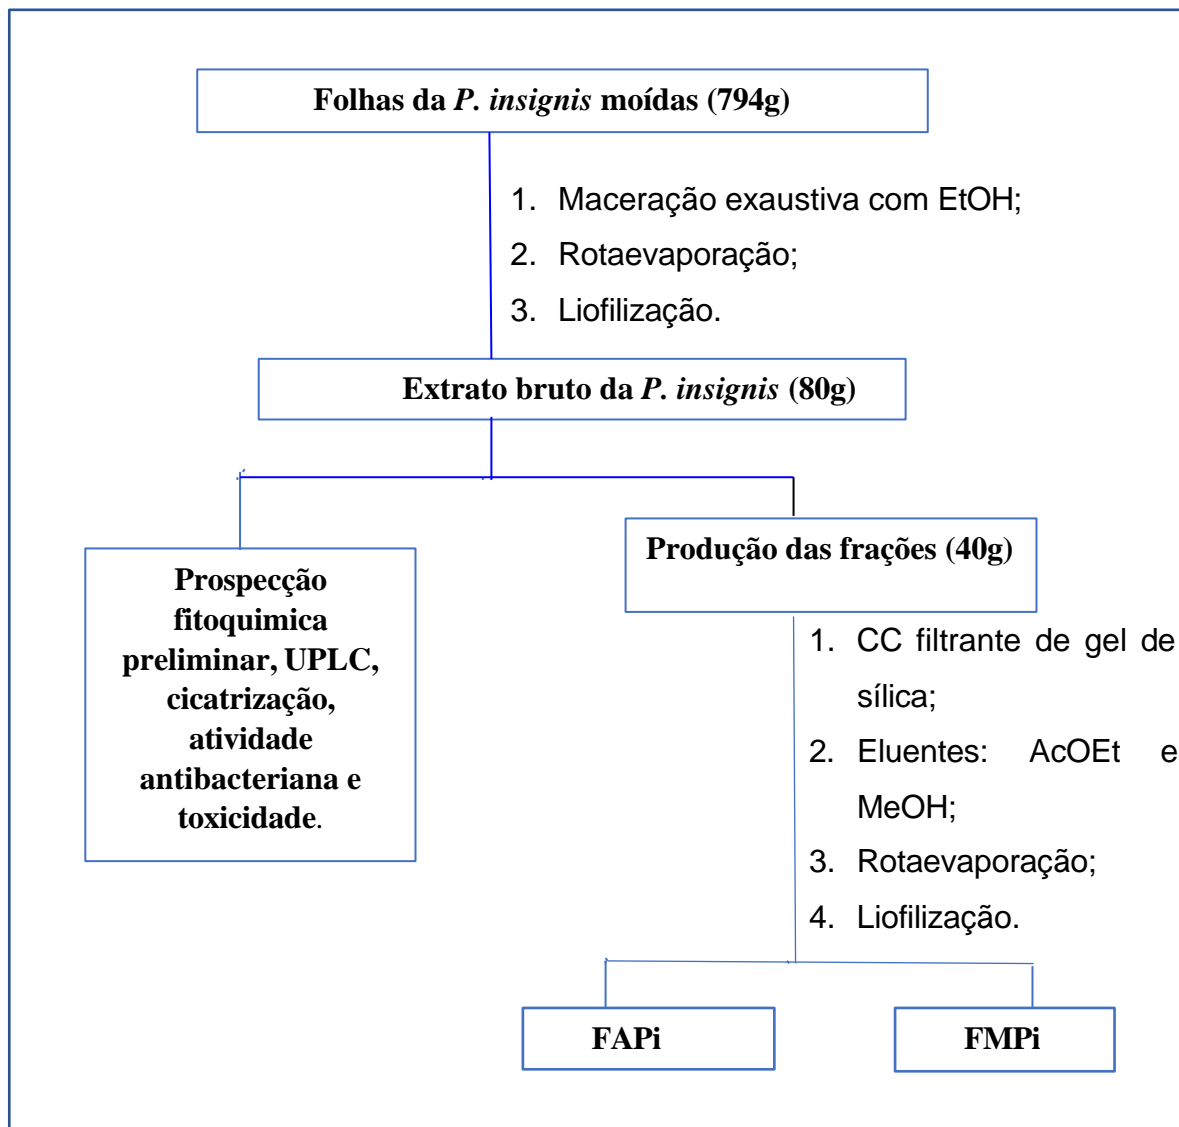 Folhas da P. insignis moídas (794g)
1. Maceração exaustiva com EtOH;
2. Rotaevaporação;
3. Liofilização.
Extrato bruto da P. insignis (80g)
Prospecção
fitoquimica
preliminar, UPLC,
cicatrização,
atividade
antibacteriana e
toxicidade.
Produção das frações (40g)
1. CC filtrante de gel de
sílica;
2. Eluentes: AcOEt e
MeOH;
3. Rotaevaporação;
4. Liofilização.
FAPi
FMPi